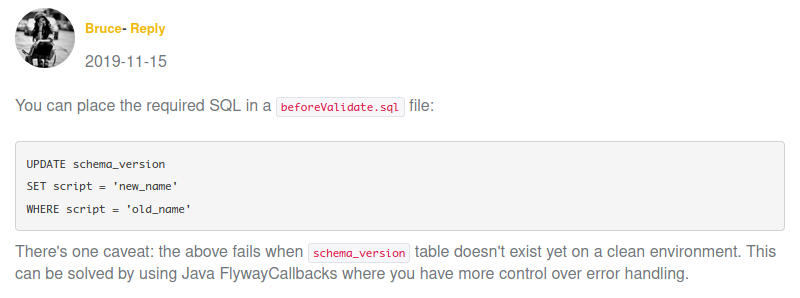 Bruce- Reply
2019-11-15
You can place the required SQL in a beforeValidate.sql file:
UPDATE schema_version
SET script = 'new_name'
WHERE script = 'old_name'
There's one caveat: the above fails when schema_version table doesn't exist yet on a clean environment. This
can be solved by using Java FlywayCallbacks where you have more control over error handling.